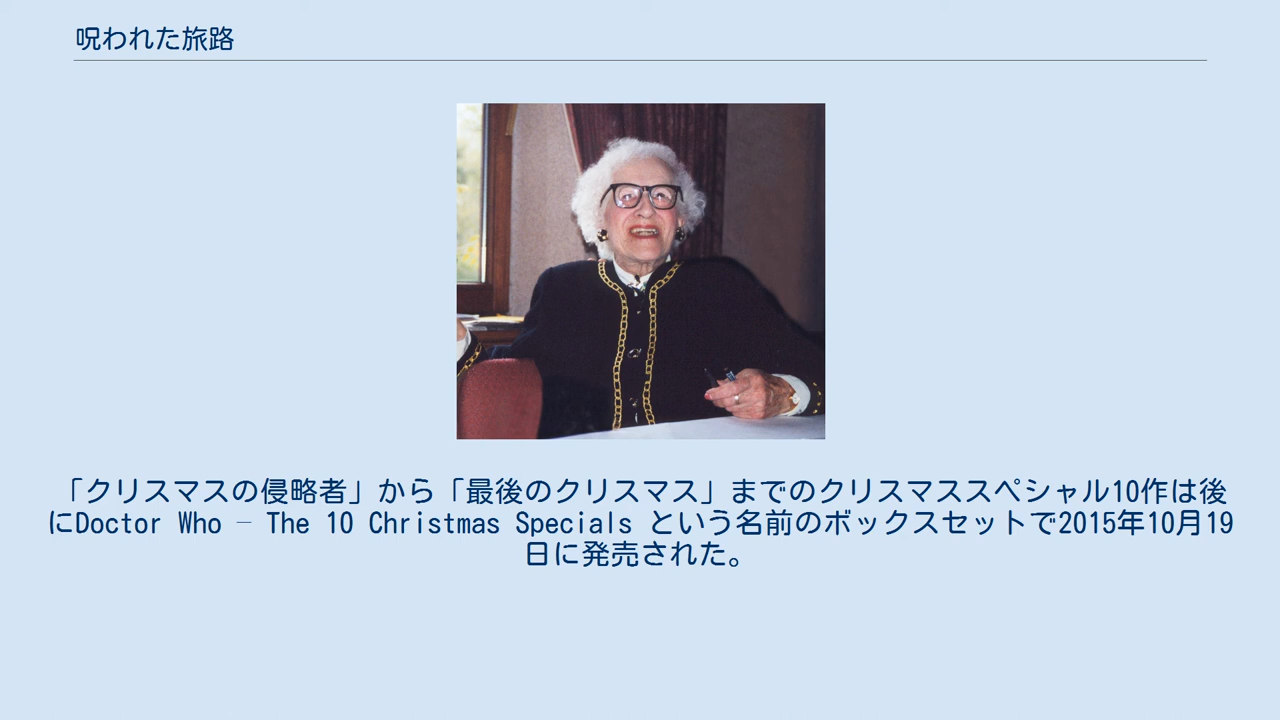 呪われた旅路
「クリスマスの侵略者」から「最後のクリスマス」までのクリスマススペシャル10作は後
にDoctor Who – The 10 Christmas Specials という名前のボックスセットで2015年10月19
日に発売された。